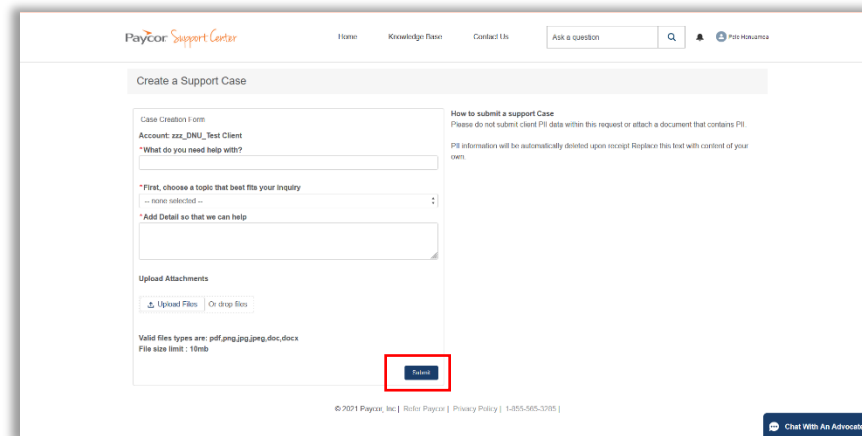 Paycor Support Center
Home Knowledge Base Contact Us Ask a question
Create a Support Case
Case Creation Form
Account: zzz_DNU_Test Client
*What do you need help with?
*First, choose a topic that best fits your inquiry
-- none selected --
*Add Detail so that we can help
Upload Attachments
Upload Files Or drop files
Valid files types are: pdf,png,jpg,jpeg,doc,docx
File size limit : 10mb
Submit
How to submit a support Case
Please do not submit client PII data within this request or attach a document that contains PII.
PII information will be automatically deleted upon receipt.Replace this text with content of your
own.
© 2021 Paycor, Inc | Refer Paycor | Privacy Policy | 1-855-565-3285 |
Chat With An Advocate